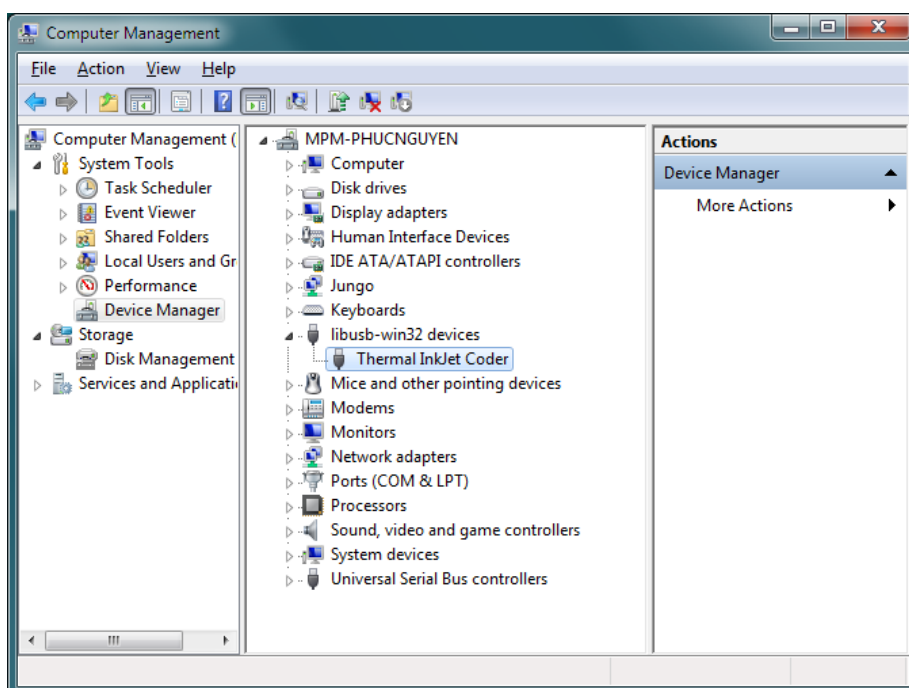 Computer Management
File Action View Help
Computer Management (
System Tools
Task Scheduler
Event Viewer
Shared Folders
Local Users and Gr
Performance
Device Manager
Storage
Disk Management
Services and Applicati
MPM-PHUCNGUYEN
Computer
Disk drives
Display adapters
Human Interface Devices
IDE ATA/ATAPI controllers
Jungo
Keyboards
libusb-win32 devices
Thermal InkJet Coder
Mice and other pointing devices
Modems
Monitors
Network adapters
Ports (COM & LPT)
Processors
Sound, video and game controllers
System devices
Universal Serial Bus controllers
Actions
Device Manager
More Actions